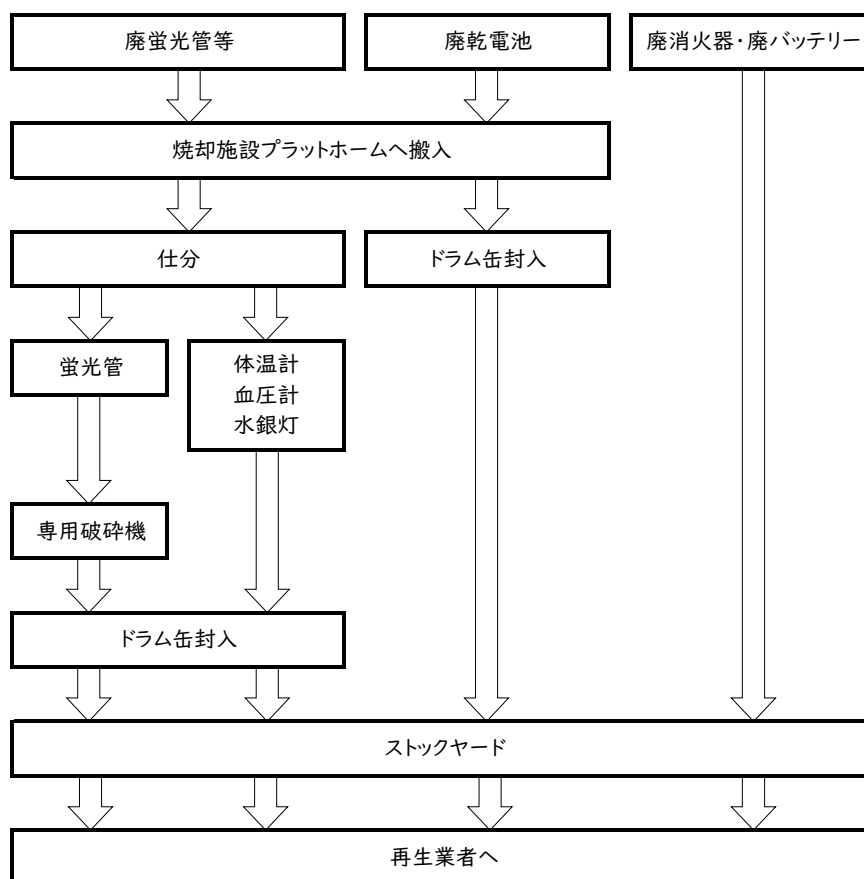 廃蛍光管等
廃乾電池
廃消火器・廃バッテリー
焼却施設プラットホームへ搬入
仕分
ドラム缶封入
蛍光管
体温計
血圧計
水銀灯
専用破砕機
ドラム缶封入
ストックヤード
再生業者へ